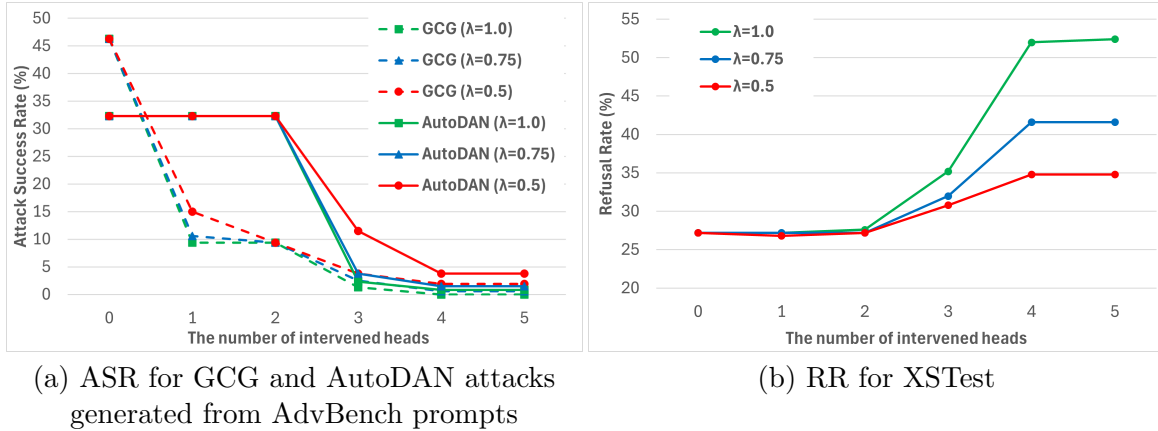 50
45
40
35
30
25
20
15
10
5
0
Attack Success Rate (%)
GCG (λ=1.0)
GCG (λ=0.75)
GCG (λ=0.5)
AutoDAN (λ=1.0)
AutoDAN (λ=0.75)
AutoDAN (λ=0.5)
0 1 2 3 4 5
The number of intervened heads
(a) ASR for GCG and AutoDAN attacks
generated from AdvBench prompts
55
50
45
40
35
30
25
20
Refusal Rate (%)
λ=1.0
λ=0.75
λ=0.5
0 1 2 3 4 5
The number of intervened heads
(b) RR for XSTest